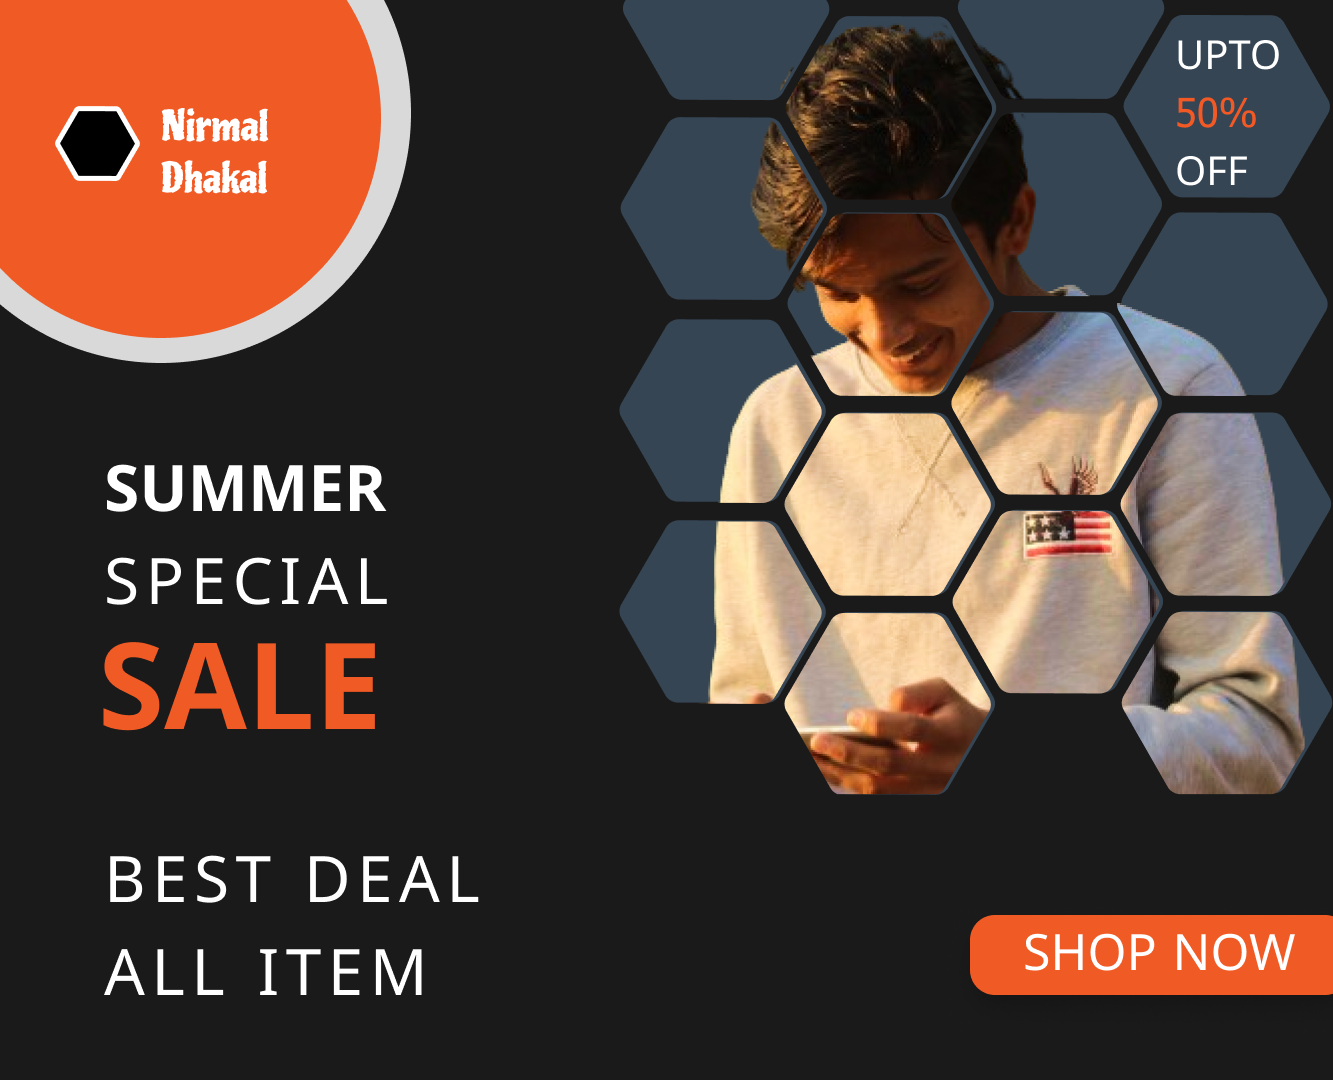 Nirmal
Dhakal
UPTO
50%
OFF
SUMMER
SPECIAL
SALE
BEST DEAL
ALL ITEM
SHOP NOW